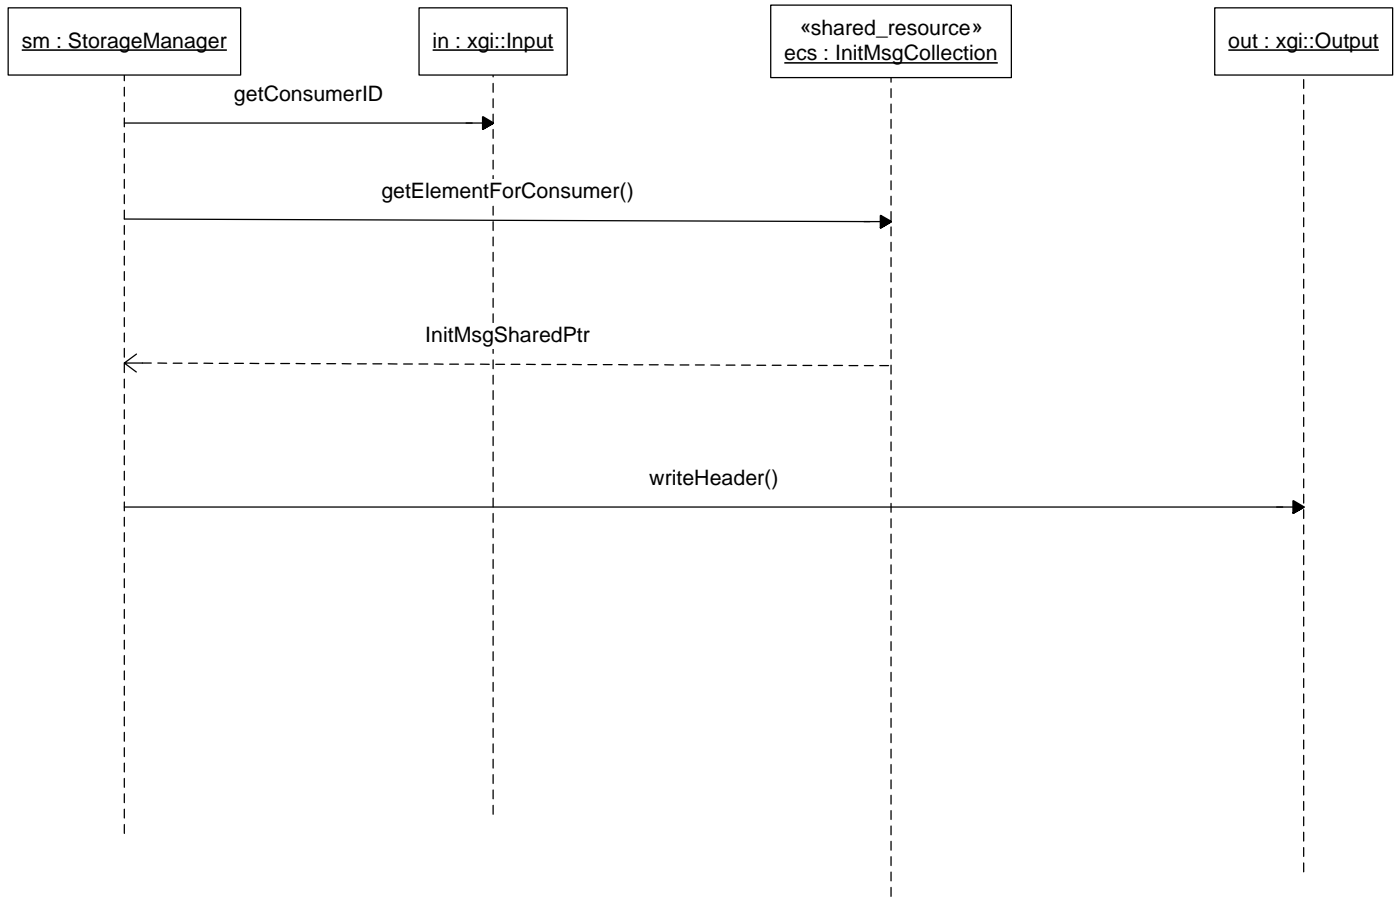 sm : StorageManager
in : xgi::Input
«shared_resource»
ecs : InitMsgCollection
out : xgi::Output
getConsumerID
getElementForConsumer()
InitMsgSharedPtr
writeHeader()